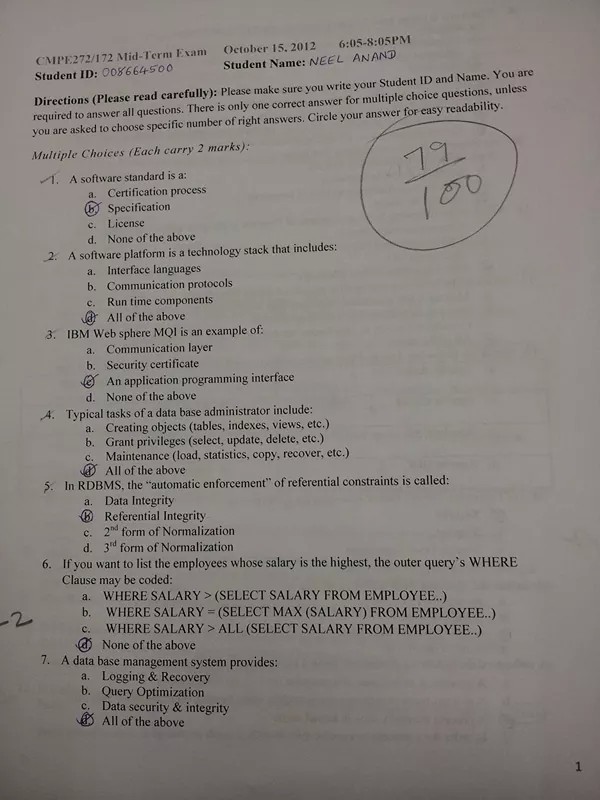 CMPE272/172 Mid-Term Exam October 15, 2012 6:05-8:05PM
Student ID: 008664500 Student Name: NEEL ANAND
Directions (Please read carefully): Please make sure you write your Student ID and Name. You are
required to answer all questions. There is only one correct answer for multiple choice questions, unless
you are asked to choose specific number of right answers. Circle your answer for easy readability.
Multiple Choices (Each carry 2 marks):
79
100
1. A software standard is a:
a. Certification process
b. Specification
c. License
d. None of the above
2. A software platform is a technology stack that includes:
a. Interface languages
b. Communication protocols
c. Run time components
d. All of the above
3. IBM Web sphere MQI is an example of:
a. Communication layer
b. Security certificate
c. An application programming interface
d. None of the above
4. Typical tasks of a data base administrator include:
a. Creating objects (tables, indexes, views, etc.)
b. Grant privileges (select, update, delete, etc.)
c. Maintenance (load, statistics, copy, recover, etc.)
d. All of the above
5. In RDBMS, the “automatic enforcement” of referential constraints is called:
a. Data Integrity
b. Referential Integrity
c. 2nd form of Normalization
d. 3rd form of Normalization
6. If you want to list the employees whose salary is the highest, the outer query’s WHERE
Clause may be coded:
a. WHERE SALARY > (SELECT SALARY FROM EMPLOYEE..)
b. WHERE SALARY = (SELECT MAX (SALARY) FROM EMPLOYEE..)
-2 c. WHERE SALARY > ALL (SELECT SALARY FROM EMPLOYEE..)
d. None of the above
7. A data base management system provides:
a. Logging & Recovery
b. Query Optimization
c. Data security & integrity
d. All of the above
1